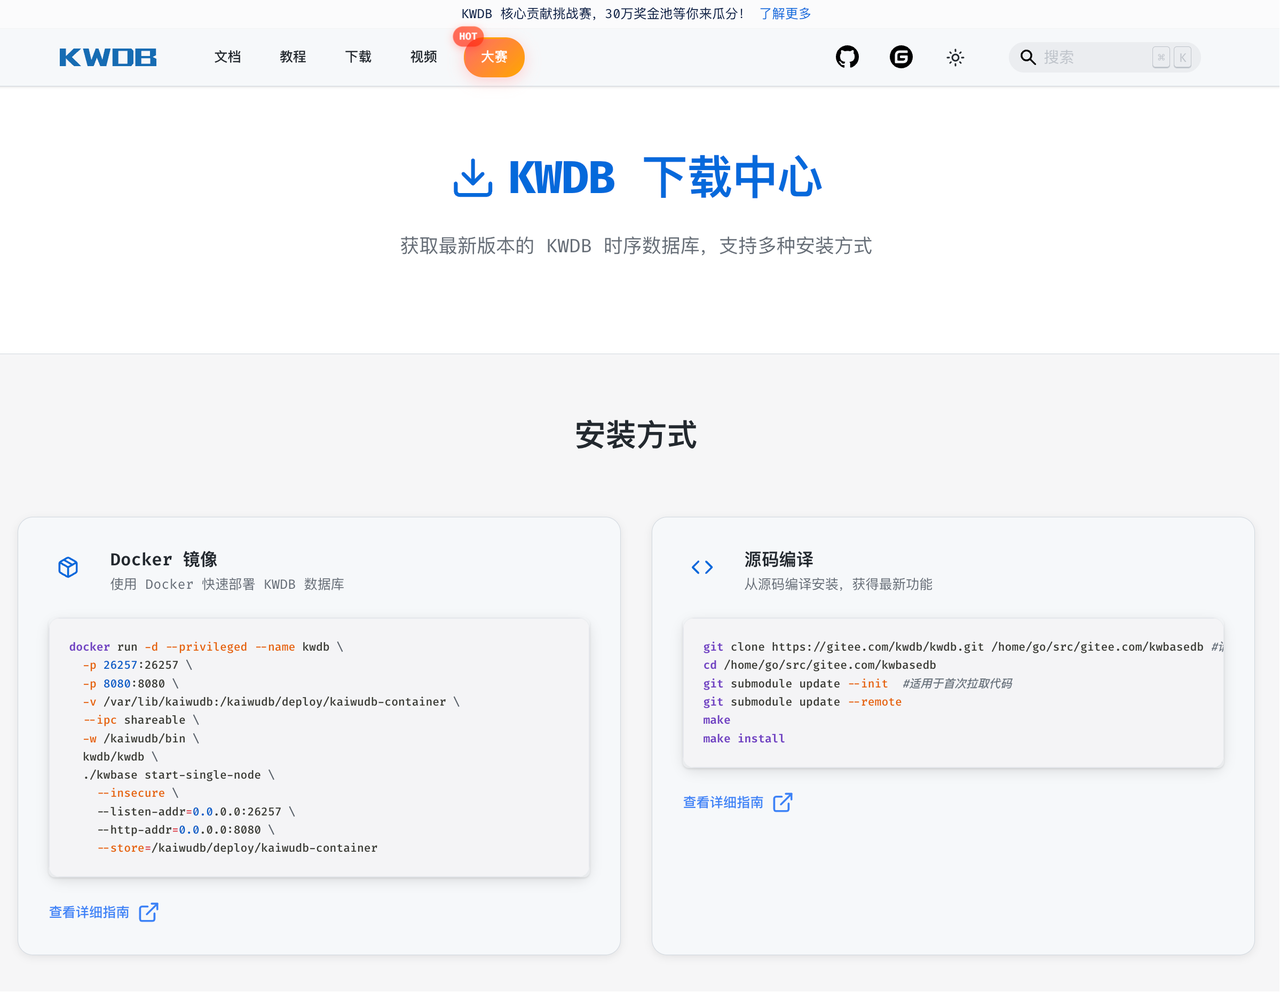 KWDB 核心贡献挑战赛，30万奖金池等你来瓜分！ 了解更多
KWDB 文档 教程 下载 视频 HOT 大赛 搜索 ⌘ K
KWDB 下载中心
获取最新版本的 KWDB 时序数据库，支持多种安装方式
安装方式
Docker 镜像
使用 Docker 快速部署 KWDB 数据库
docker run -d --privileged --name kwdb \
-p 26257:26257 \
-p 8080:8080 \
-v /var/lib/kaiwudb:/kaiwudb/deploy/kaiwudb-container \
--ipc shareable \
-w /kaiwudb/bin \
kwdb/kwdb \
./kwbase start-single-node \
--insecure \
--listen-addr=0.0.0.0:26257 \
--http-addr=0.0.0.0:8080 \
--store=/kaiwudb/deploy/kaiwudb-container
查看详细指南
源码编译
从源码编译安装，获得最新功能
git clone https://gitee.com/kwdb/kwdb.git /home/go/src/gitee.com/kwbasedb
cd /home/go/src/gitee.com/kwbasedb
git submodule update --init  #适用于首次拉取代码
git submodule update --remote
make
make install
查看详细指南